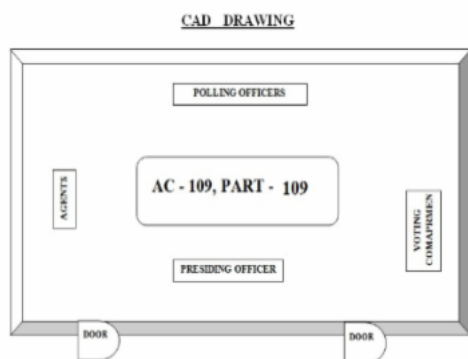 CAD DRAWING
POLLING OFFICERS
AGENTS
AC - 109, PART - 109
VOTING
COMAPRMEN
PRESIDING OFFICER
DOOR
DOOR